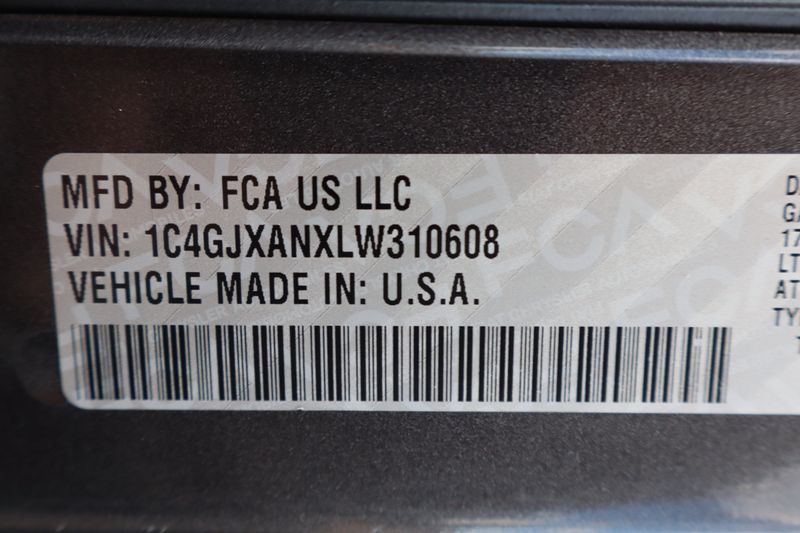 MFD BY: FCA US LLC
VIN: 1C4GJXANXLW310608
VEHICLE MADE IN: U.S.A.